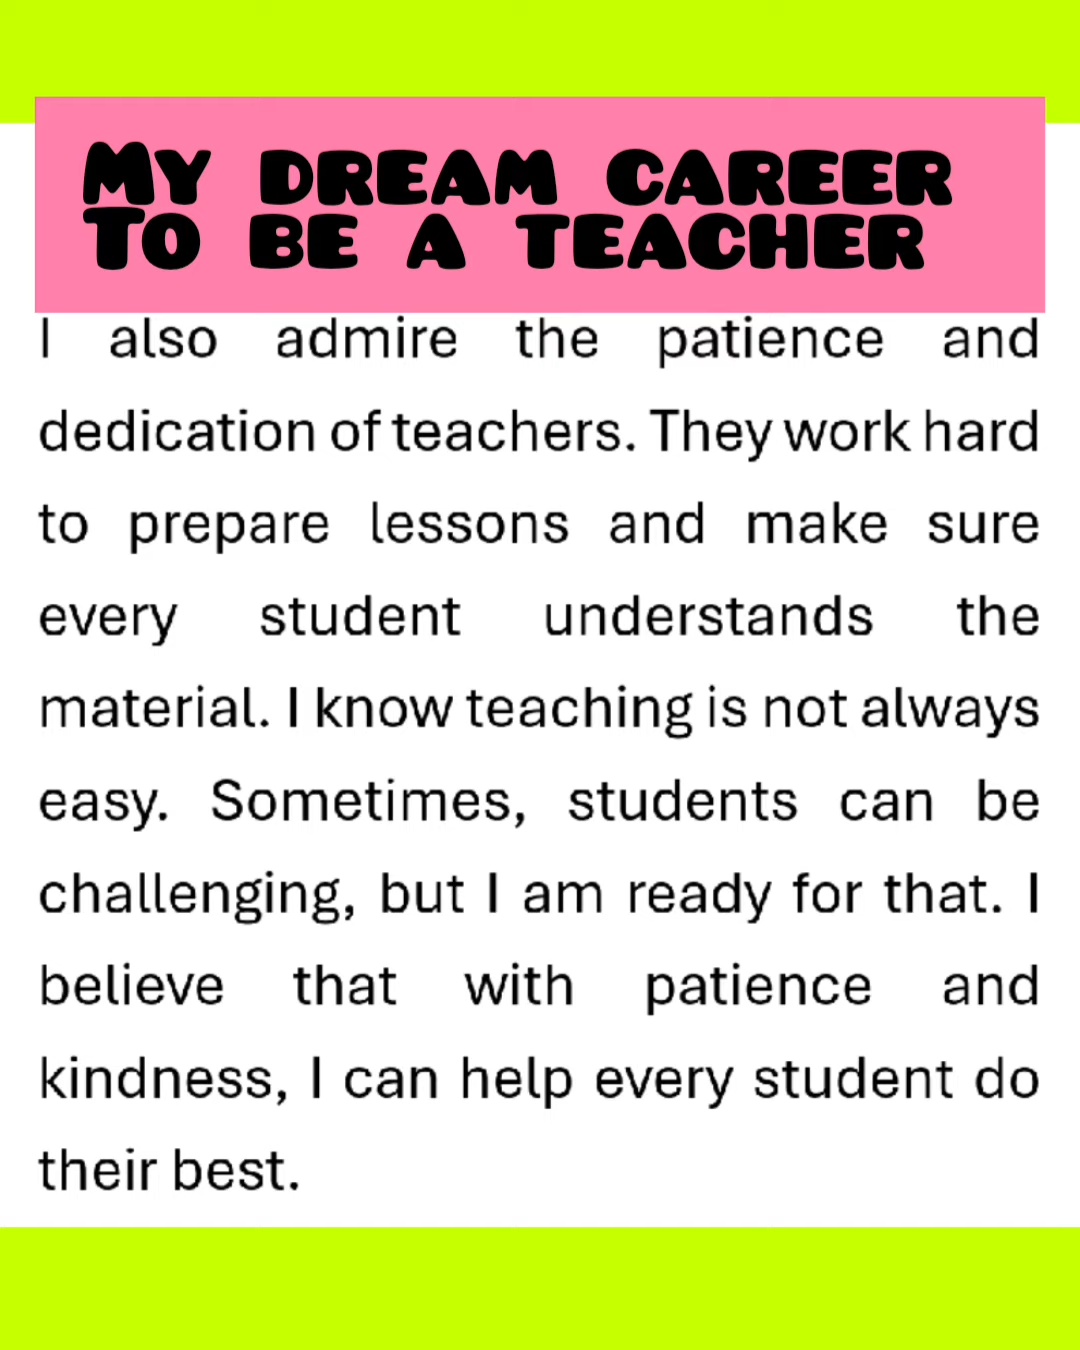 My dream career
To be a teacher
I also admire the patience and
dedication of teachers. They work hard
to prepare lessons and make sure
every student understands the
material. I know teaching is not always
easy. Sometimes, students can be
challenging, but I am ready for that. I
believe that with patience and
kindness, I can help every student do
their best.